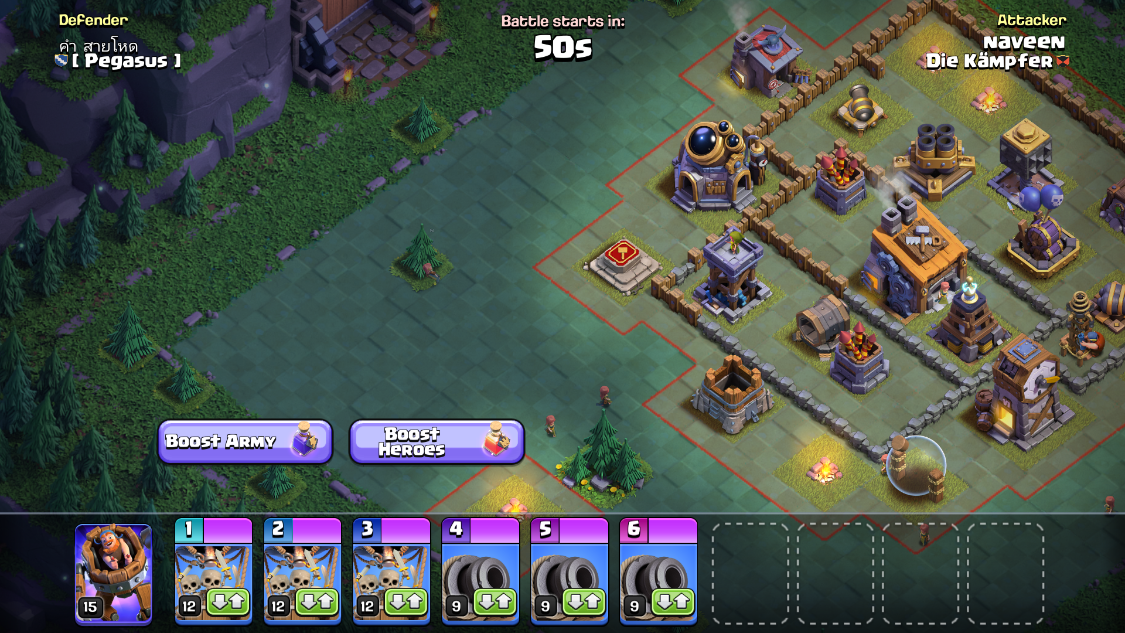 Defender
คำ สายโหด
[ Pegasus ]
Battle starts in:
50s
Attacker
Naveen
Die Kämpfer
Boost Army
Boost
Heroes
1
2
3
4
5
6
15
12
12
12
9
9
9